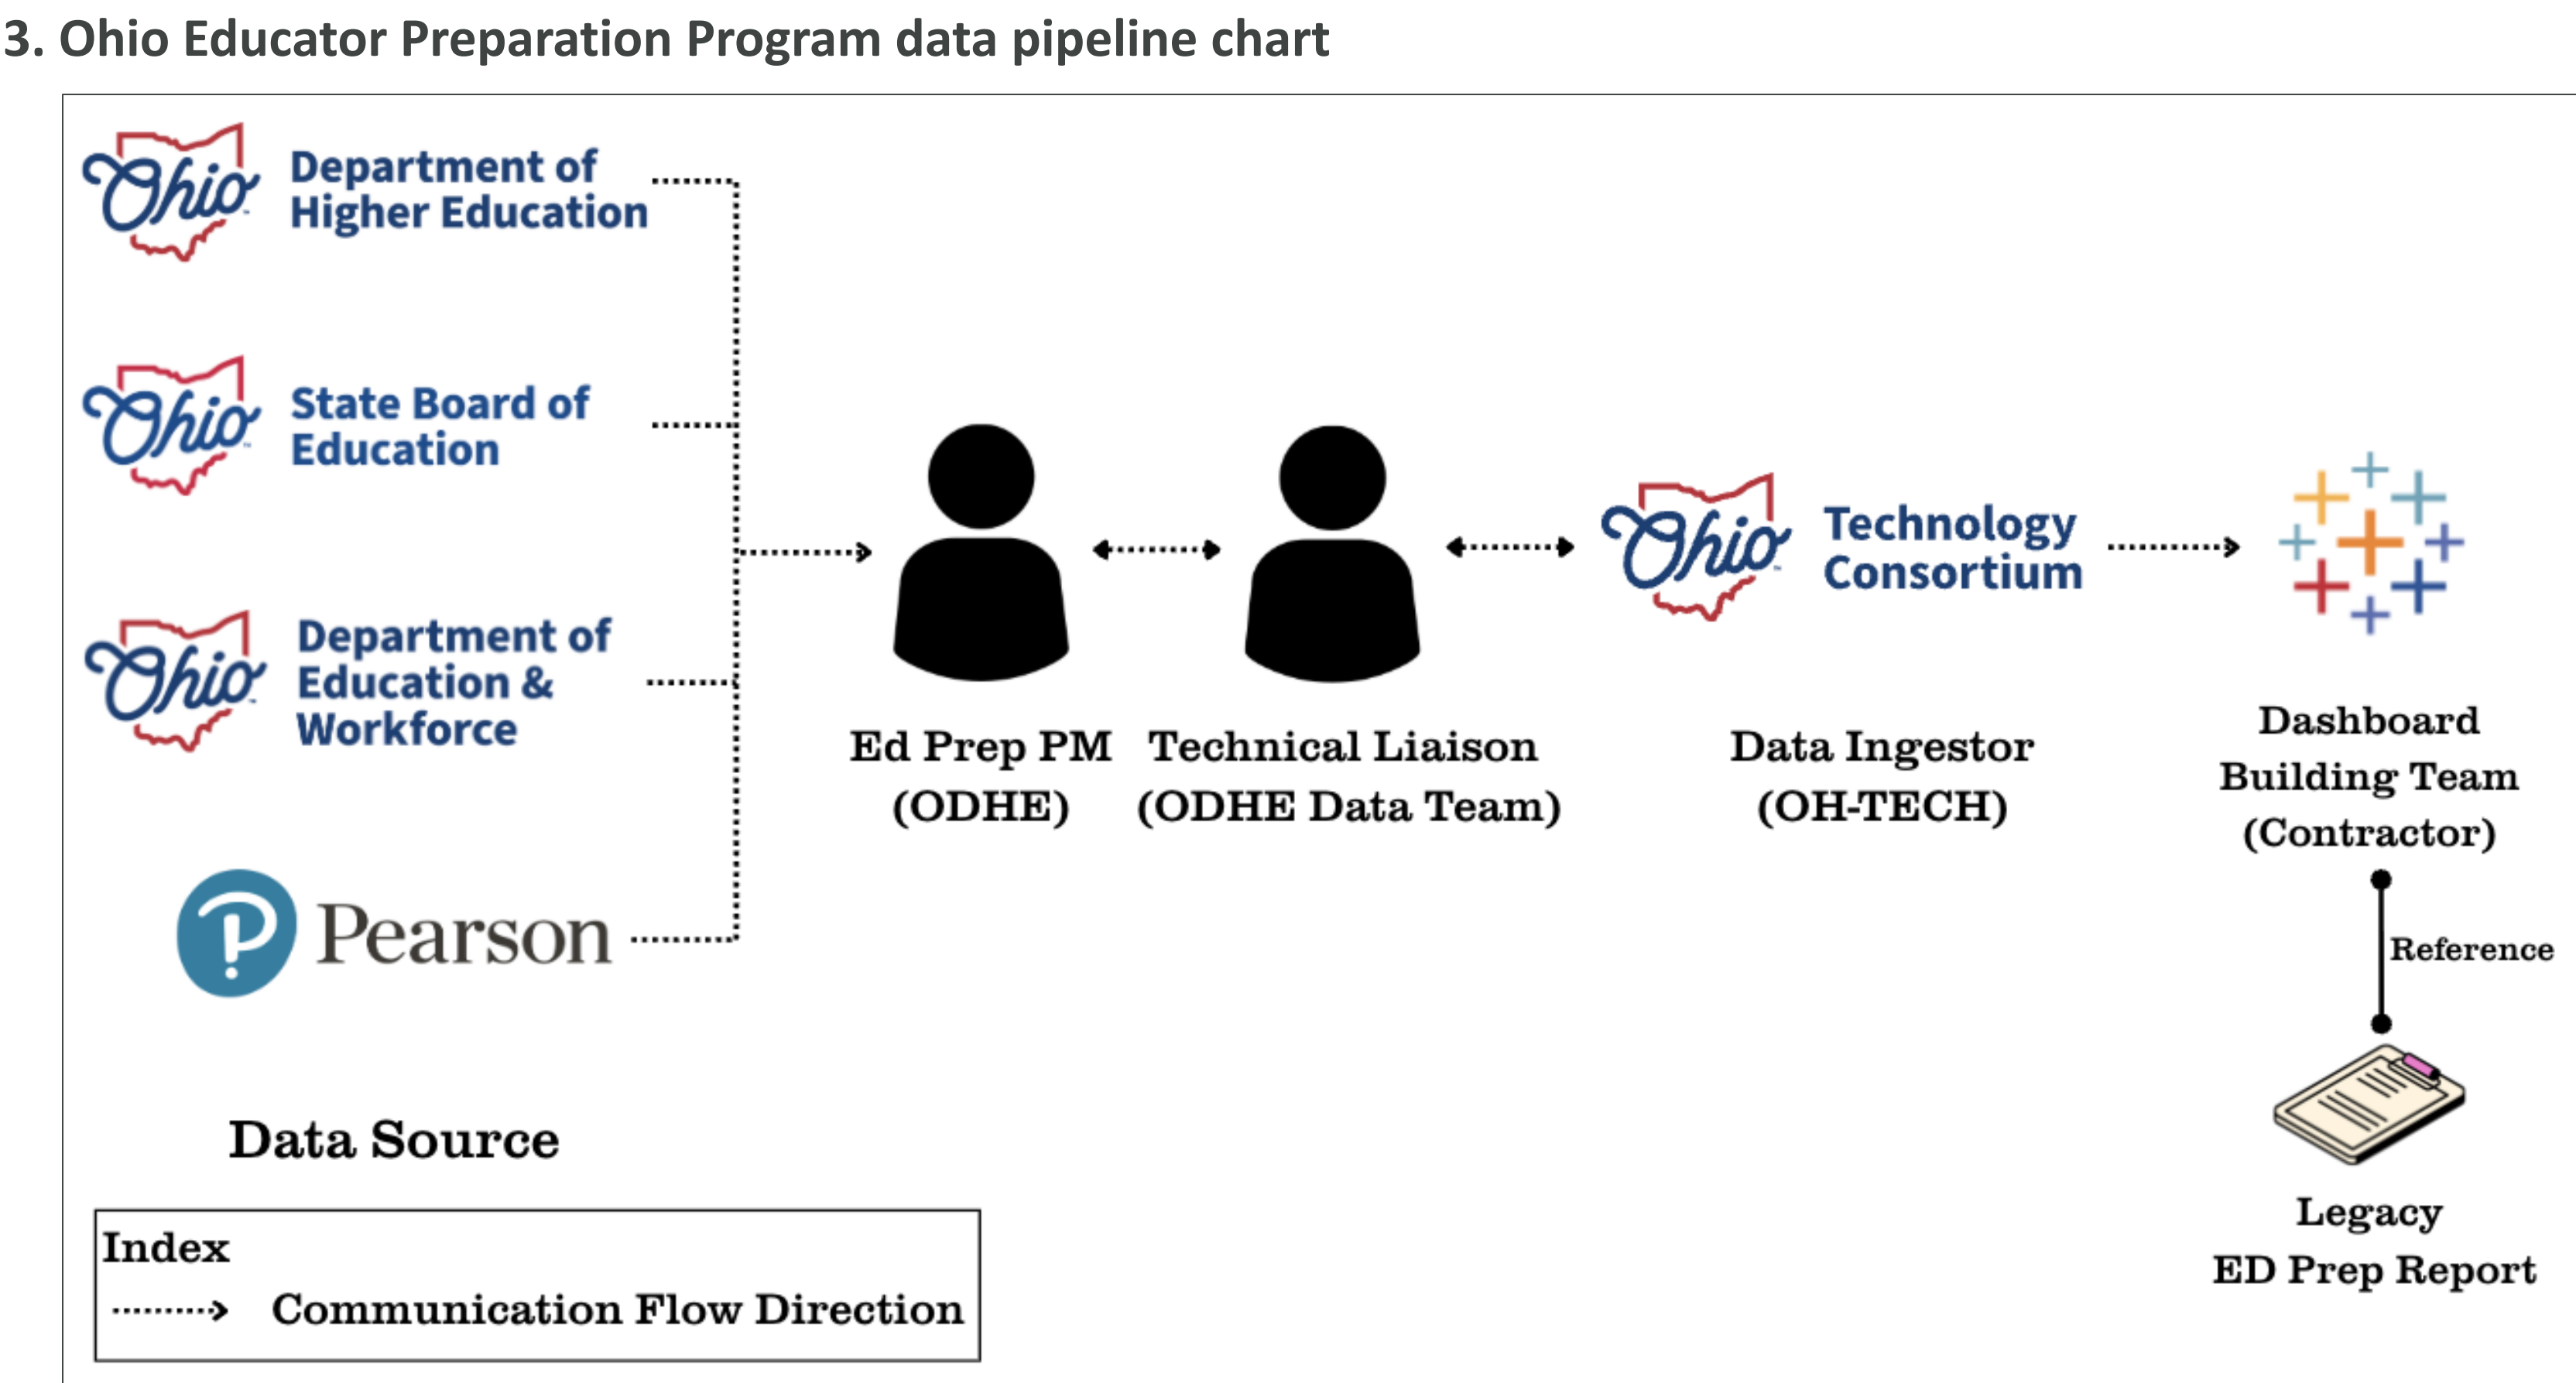 3. Ohio Educator Preparation Program data pipeline chart
Ohio
Department of
Higher Education
Ohio
State Board of
Education
Ohio
Department of
Education &
Workforce
Pearson
Data Source
Ed Prep PM
(ODHE)
Technical Liaison
(ODHE Data Team)
Ohio
Technology
Consortium
Data Ingestor
(OH-TECH)
Dashboard
Building Team
(Contractor)
Reference
Legacy
ED Prep Report
Index
Communication Flow Direction